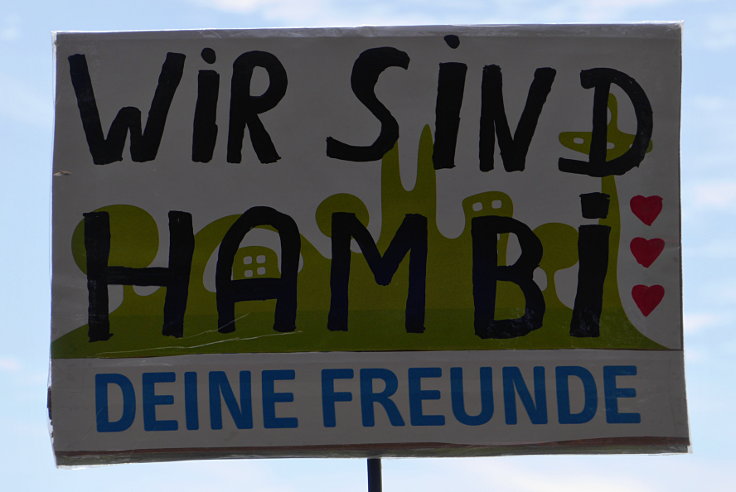 WiR SiND
HAMBi
DEINE FREUNDE